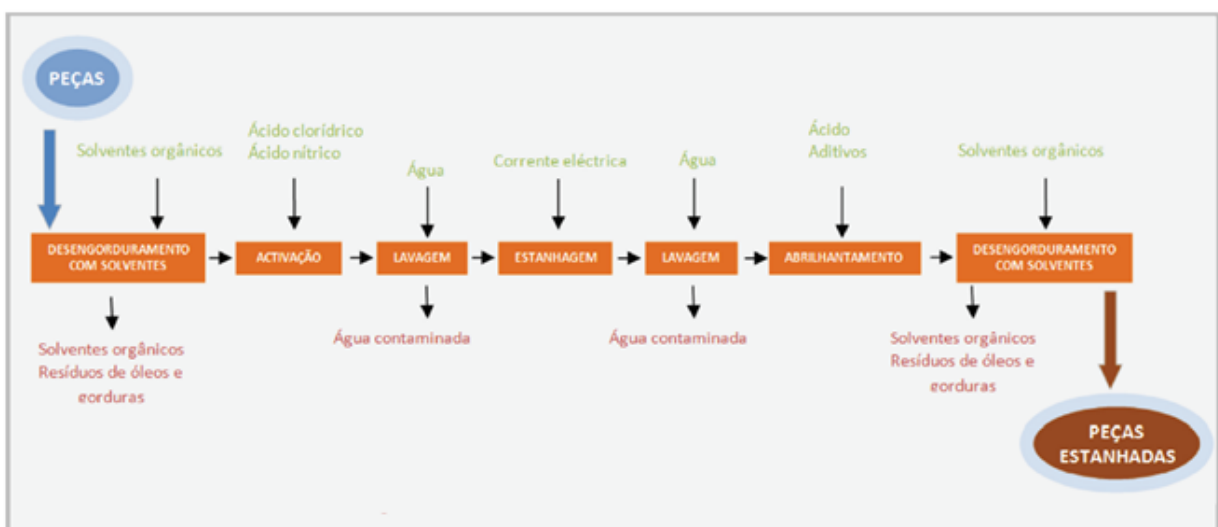 PEÇAS
Solventes orgânicos
Ácido clorídrico
Ácido nítrico
Água
Corrente eléctrica
Água
Ácido
Aditivos
Solventes orgânicos
DESENGORDURAMENTO
COM SOLVENTES
ACTIVAÇÃO
LAVAGEM
ESTANHAGEM
LAVAGEM
ABRILHANTAMENTO
DESENGORDURAMENTO
COM SOLVENTES
Solventes orgânicos
Resíduos de óleos e
gorduras
Água contaminada
Água contaminada
Solventes orgânicos
Resíduos de óleos e
gorduras
PEÇAS
ESTANHADAS